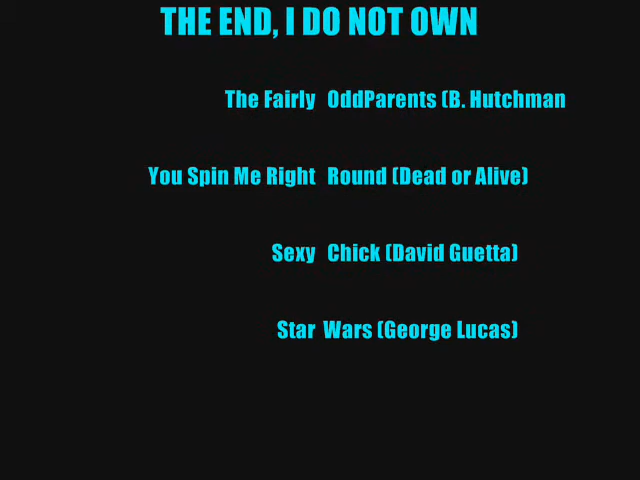 THE END, I DO NOT OWN
The Fairly OddParents (B. Hutchman
You Spin Me Right Round (Dead or Alive)
Sexy Chick (David Guetta)
Star Wars (George Lucas)